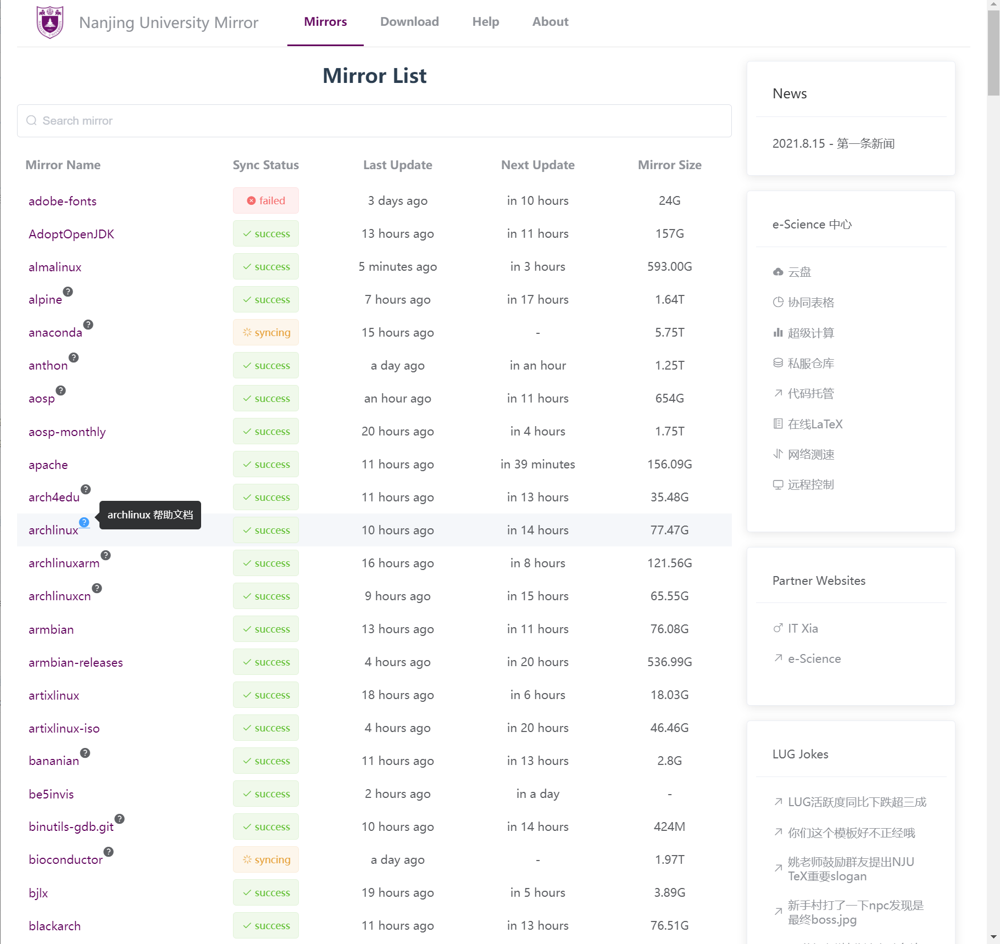 Nanjing University Mirror
Mirrors Download Help About
Mirror List
Search mirror
Mirror Name Sync Status Last Update Next Update Mirror Size
adobe-fonts failed 3 days ago in 10 hours 24G
AdoptOpenJDK success 13 hours ago in 11 hours 157G
almalinux success 5 minutes ago in 3 hours 593.00G
alpine success 7 hours ago in 17 hours 1.64T
anaconda syncing 15 hours ago - 5.75T
anthon success a day ago in an hour 1.25T
aosp success an hour ago in 11 hours 654G
aosp-monthly success 20 hours ago in 4 hours 1.75T
apache success 11 hours ago in 39 minutes 156.09G
arch4edu success 11 hours ago in 13 hours 35.48G
archlinux 帮助文档
archlinux success 10 hours ago in 14 hours 77.47G
archlinuxarm success 16 hours ago in 8 hours 121.56G
archlinuxcn success 9 hours ago in 15 hours 65.55G
armbian success 13 hours ago in 11 hours 76.08G
armbian-releases success 4 hours ago in 20 hours 536.99G
artixlinux success 18 hours ago in 6 hours 18.03G
artixlinux-iso success 4 hours ago in 20 hours 46.46G
bananian success 11 hours ago in 13 hours 2.8G
be5invis success 2 hours ago in a day -
binutils-gdb.git success 10 hours ago in 14 hours 424M
bioconductor syncing a day ago - 1.97T
bjlx success 19 hours ago in 5 hours 3.89G
blackarch success 11 hours ago in 13 hours 76.51G
News
2021.8.15 - 第一条新闻
e-Science 中心
云盘
协同表格
超级计算
私服仓库
代码托管
在线LaTeX
网络测速
远程控制
Partner Websites
IT Xia
e-Science
LUG Jokes
LUG活跃度同比下跌超三成
你们这个模板好不正经哦
姚老师鼓励群友提出NJU
TeX重要slogan
新手村打了一下npc发现是
最终boss.jpg